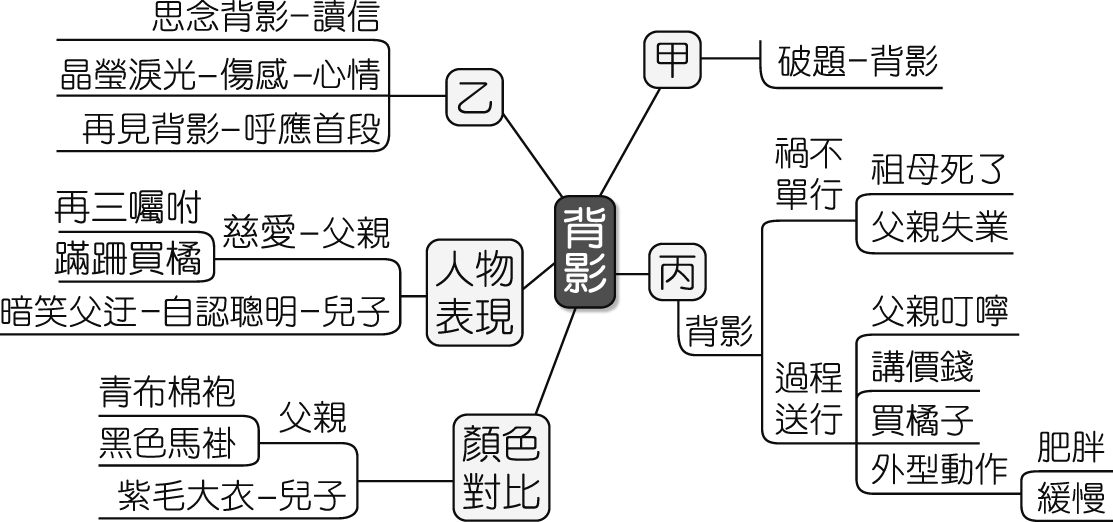 思念背影－讀信
晶瑩淚光－傷感－心情
再見背影－呼應首段
乙
甲
破題－背影
背
影
再三囑咐
蹣跚買橘
慈愛－父親
暗笑父迂－自認聰明－兒子
人物
表現
青布棉袍
黑色馬褂
父親
紫毛大衣－兒子
顏色
對比
丙
背影
禍不
單行
祖母死了
父親失業
過程
送行
父親叮嚀
講價錢
買橘子
外型動作
肥胖
緩慢